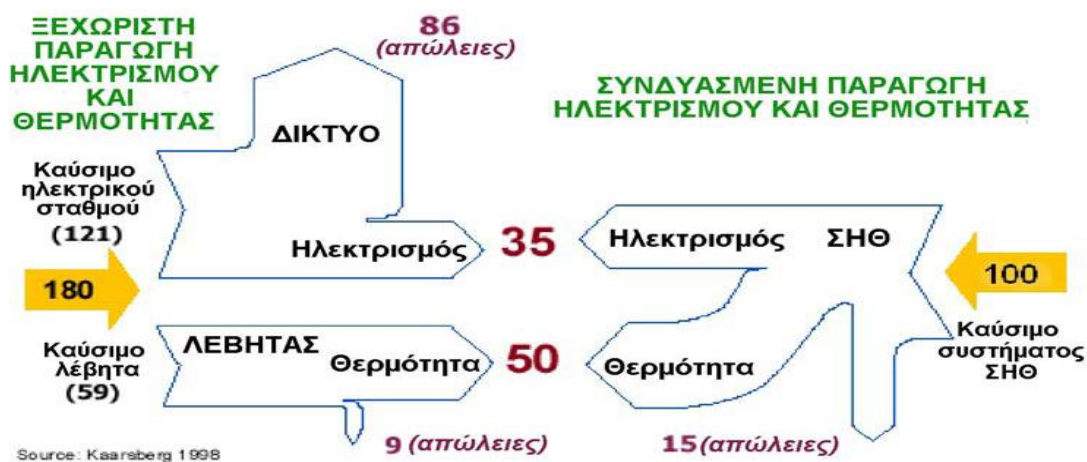 ΞΕΧΩΡΙΣΤΗ
ΠΑΡΑΓΩΓΗ
ΗΛΕΚΤΡΙΣΜΟΥ
ΚΑΙ
ΘΕΡΜΟΤΗΤΑΣ
86
(απώλειες)
ΣΥΝΔΥΑΣΜΕΝΗ ΠΑΡΑΓΩΓΗ
ΗΛΕΚΤΡΙΣΜΟΥ ΚΑΙ ΘΕΡΜΟΤΗΤΑΣ
ΔΙΚΤΥΟ
Καύσιμο
ηλεκτρικού
σταθμού
(121)
Ηλεκτρισμός
35
Ηλεκτρισμός
ΣΗΘ
180
100
Καύσιμο
λέβητα
(59)
ΛΕΒΗΤΑΣ
Θερμότητα
50
Θερμότητα
Καύσιμο
συστήματος
ΣΗΘ
9 (απώλειες)
15 (απώλειες)
Source: Kaarsberg 1998